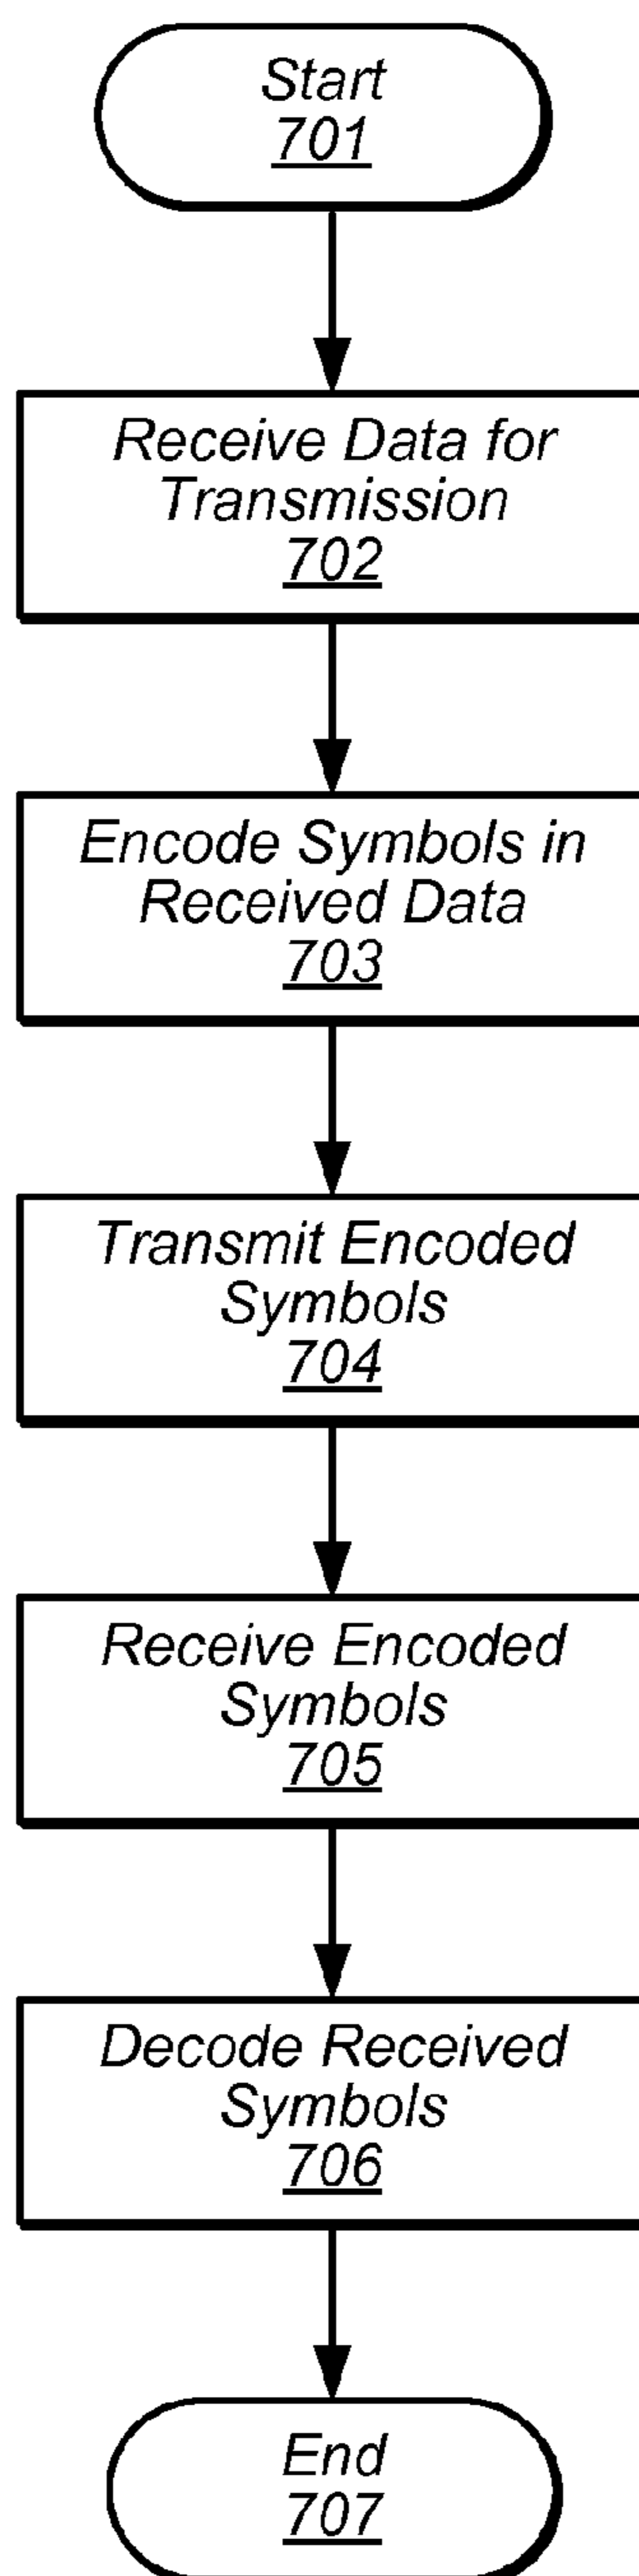 Start
701
Receive Data for
Transmission
702
Encode Symbols in
Received Data
703
Transmit Encoded
Symbols
704
Receive Encoded
Symbols
705
Decode Received
Symbols
706
End
707